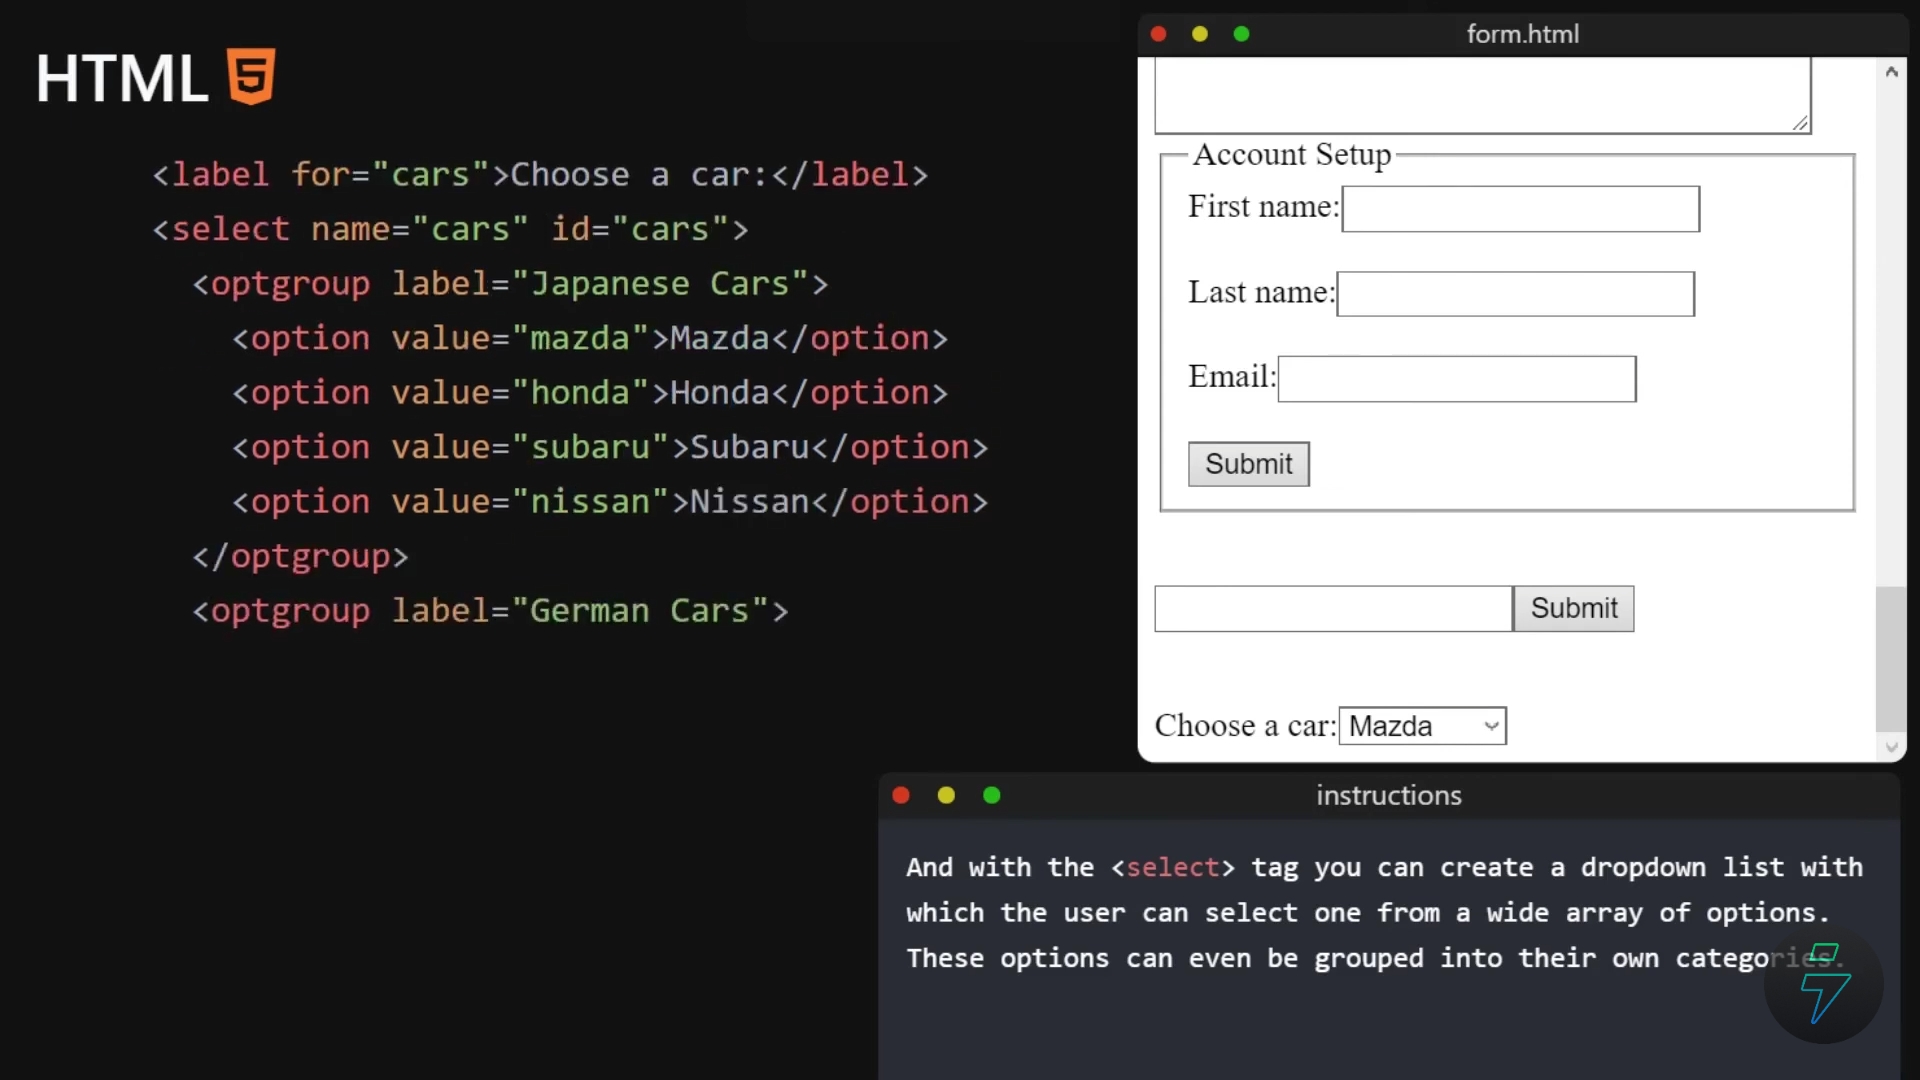 HTML 5
<label for="cars">Choose a car:</label>
<select name="cars" id="cars">
<optgroup label="Japanese Cars">
<option value="mazda">Mazda</option>
<option value="honda">Honda</option>
<option value="subaru">Subaru</option>
<option value="nissan">Nissan</option>
</optgroup>
<optgroup label="German Cars">
form.html
Account Setup
First name:
Last name:
Email:
Submit
Submit
Choose a car: Mazda
instructions
And with the <select> tag you can create a dropdown list with
which the user can select one from a wide array of options.
These options can even be grouped into their own categories.